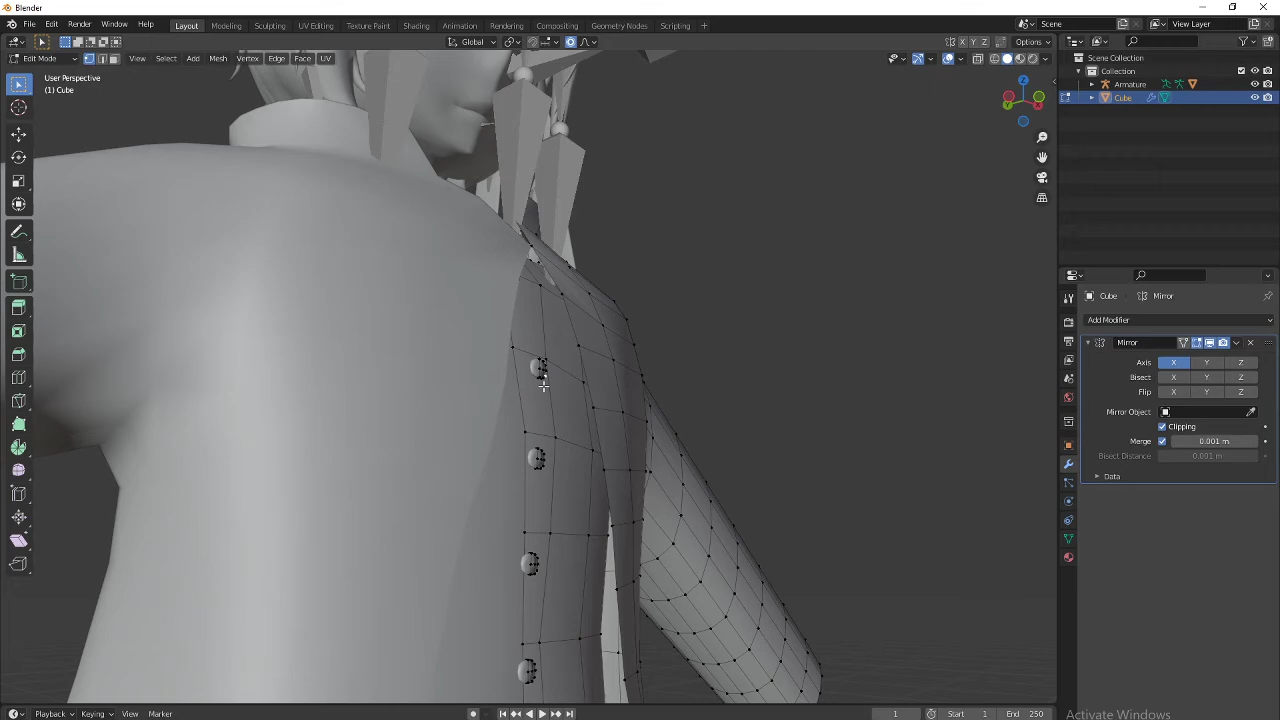 Blender
File Edit Render Window Help Layout Modeling Sculpting UV Editing Texture Paint Shading Animation Rendering Compositing Geometry Nodes Scripting + Scene View Layer
Global X Y Z Options
Edit Mode View Select Add Mesh Vertex Edge Face UV
User Perspective
(1) Cube
Scene Collection
Collection
Armature
Cube
Z
X
Y
Cube Mirror
Add Modifier
Mirror
Axis X Y Z
Bisect X Y Z
Flip X Y Z
Mirror Object
Clipping
Merge 0.001 m
Bisect Distance 0.001 m
Data
Playback Keying View Marker 1 Start 1 End 250
Activate Windows